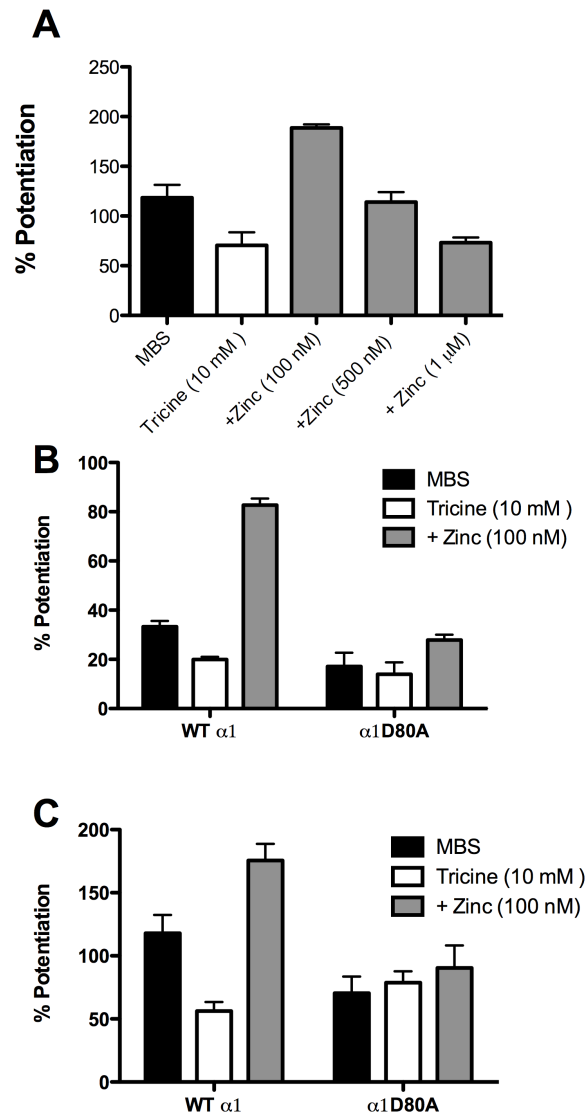 A
% Potentiation
250
200
150
100
50
0
MBS
Tricine (10 mM )
+Zinc (100 nM)
+Zinc (500 nM)
+ Zinc (1 µM)
B
% Potentiation
100
80
60
40
20
0
MBS
Tricine (10 mM )
+ Zinc (100 nM)
WT α1
α1D80A
C
% Potentiation
200
150
100
50
0
MBS
Tricine (10 mM )
+ Zinc (100 nM)
WT α1
α1D80A